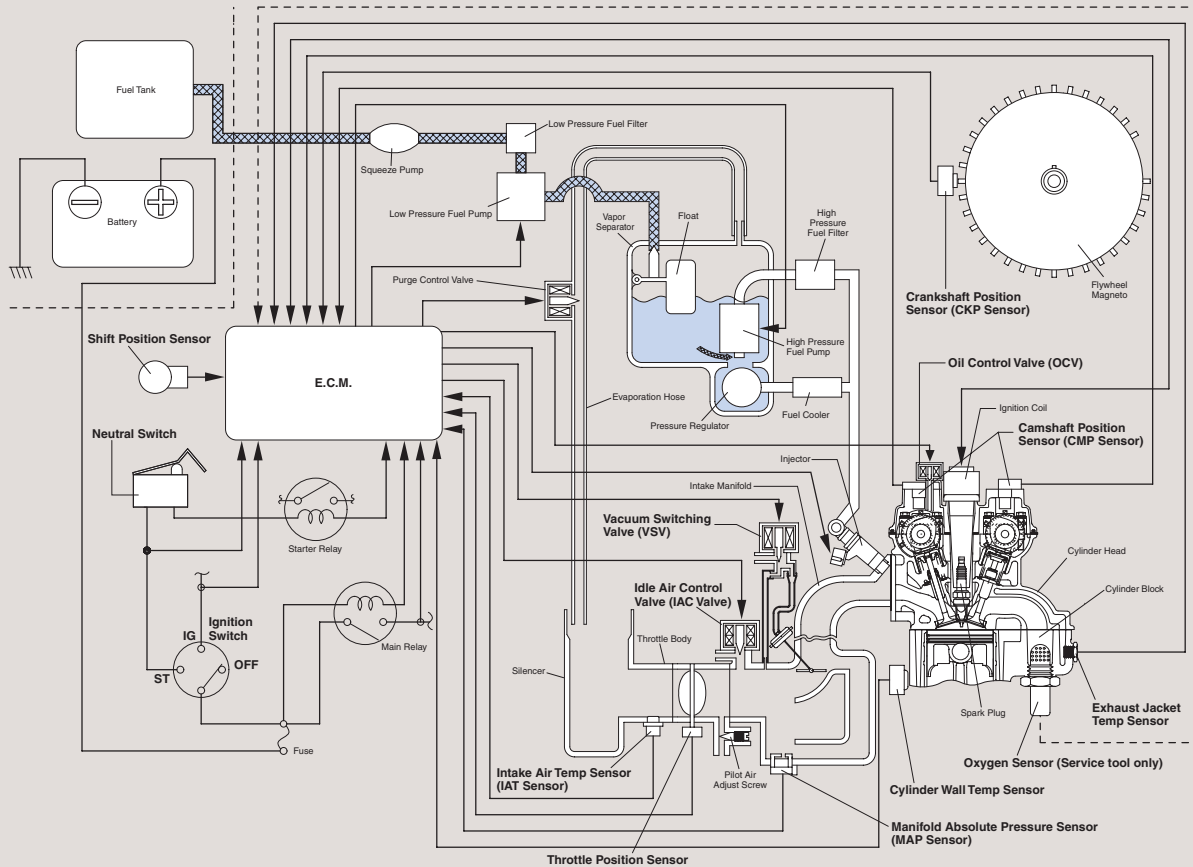 Fuel Tank
Low Pressure Fuel Filter
Squeeze Pump
Low Pressure Fuel Pump
Battery
Vapor
Separator
Float
High
Pressure
Fuel Filter
Purge Control Valve
Crankshaft Position
Sensor (CKP Sensor)
Flywheel
Magneto
Shift Position Sensor
E.C.M.
High Pressure
Fuel Pump
Oil Control Valve (OCV)
Evaporation Hose
Pressure Regulator
Fuel Cooler
Ignition Coil
Camshaft Position
Sensor (CMP Sensor)
Neutral Switch
Injector
Intake Manifold
Starter Relay
Vacuum Switching
Valve (VSV)
Cylinder Head
Cylinder Block
Idle Air Control
Valve (IAC Valve)
Ignition
Switch
IG
OFF
ST
Main Relay
Throttle Body
Silencer
Fuse
Spark Plug
Exhaust Jacket
Temp Sensor
Intake Air Temp Sensor
(IAT Sensor)
Pilot Air
Adjust Screw
Oxygen Sensor (Service tool only)
Cylinder Wall Temp Sensor
Manifold Absolute Pressure Sensor
(MAP Sensor)
Throttle Position Sensor